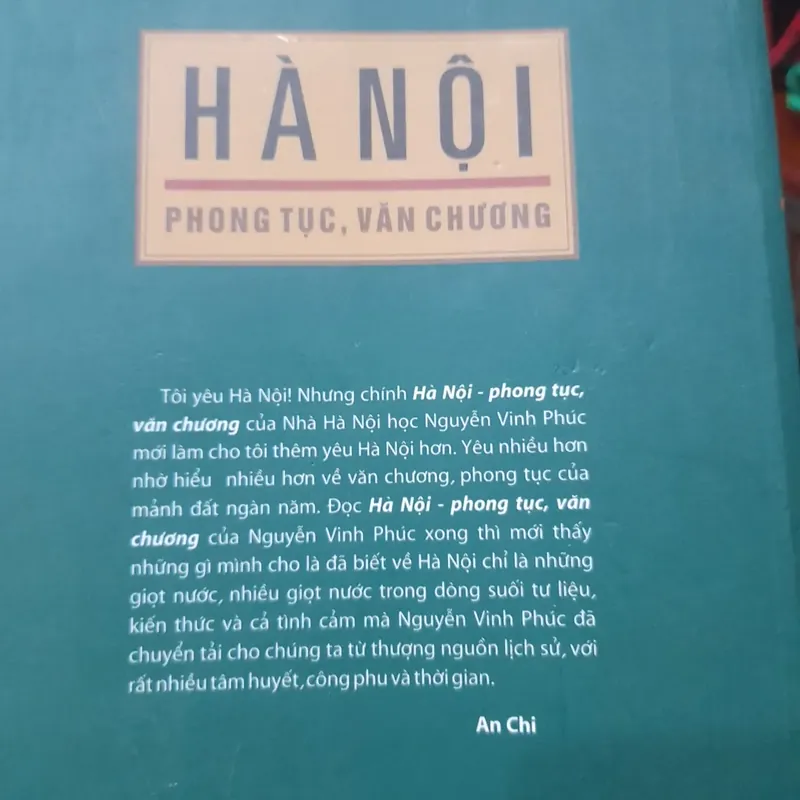 HÀ NỘI
PHONG TỤC, VĂN CHƯƠNG
Tôi yêu Hà Nội! Nhưng chính Hà Nội - phong tục,
văn chương của Nhà Hà Nội học Nguyễn Vinh Phúc
mới làm cho tôi thêm yêu Hà Nội hơn. Yêu nhiều hơn
nhờ hiểu nhiều hơn về văn chương, phong tục của
mảnh đất ngàn năm. Đọc Hà Nội - phong tục, văn
chương của Nguyễn Vinh Phúc xong thì mới thấy
những gì mình cho là đã biết về Hà Nội chỉ là những
giọt nước, nhiều giọt nước trong dòng suối tư liệu,
kiến thức và cả tình cảm mà Nguyễn Vinh Phúc đã
chuyển tải cho chúng ta từ thượng nguồn lịch sử, với
rất nhiều tâm huyết, công phu và thời gian.
An Chi